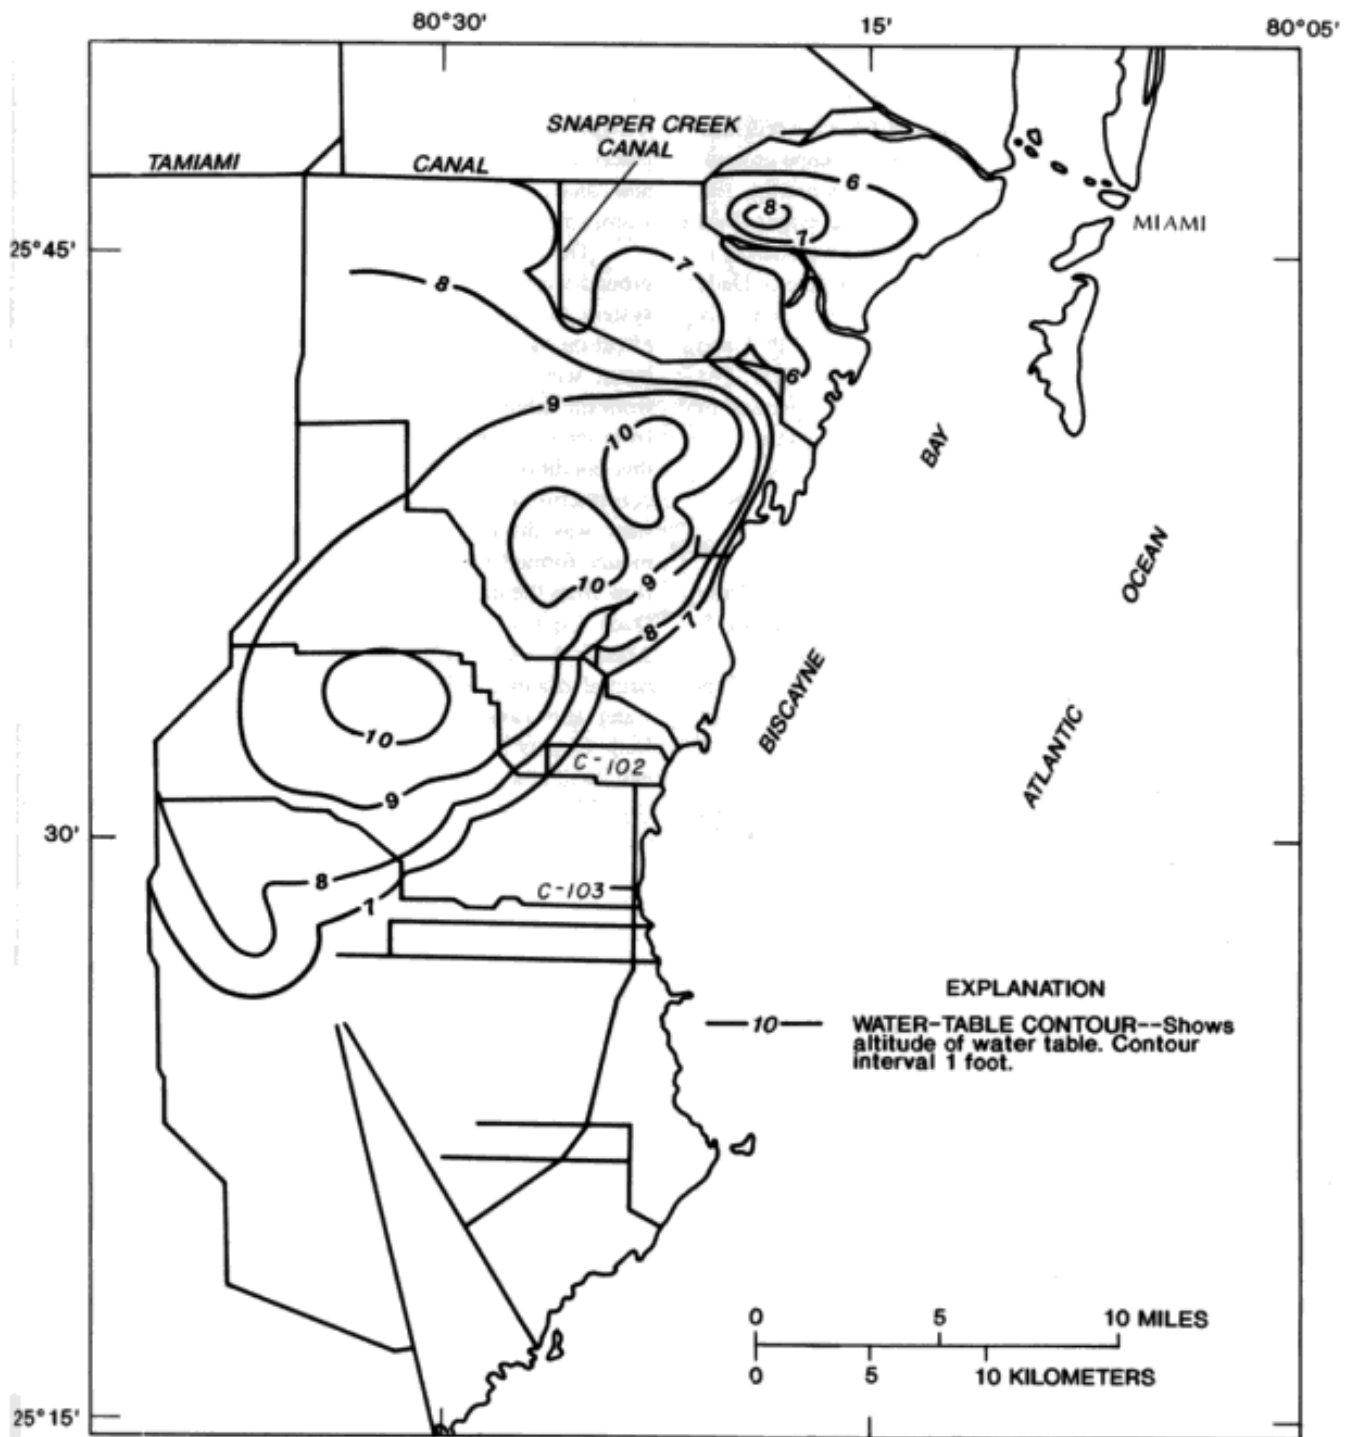 80°30'
15'
80°05'
SNAPPER CREEK
CANAL
TAMIAMI
CANAL
6
8
7
MIAMI
25°45'
7
8
6
9
10
BAY
10
9
8
7
OCEAN
BISCAYNE
ATLANTIC
10
9
C-102
30'
8
7
C-103
EXPLANATION
10
WATER-TABLE CONTOUR--Shows
altitude of water table. Contour
interval 1 foot.
0 5 10 MILES
0 5 10 KILOMETERS
25°15'